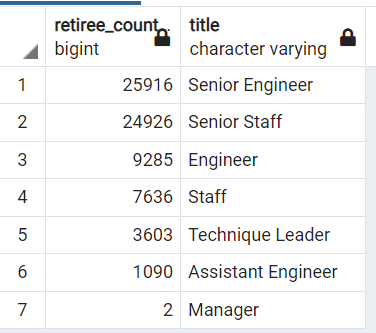 retiree_count title
bigint character varying
1 25916 Senior Engineer
2 24926 Senior Staff
3 9285 Engineer
4 7636 Staff
5 3603 Technique Leader
6 1090 Assistant Engineer
7 2 Manager